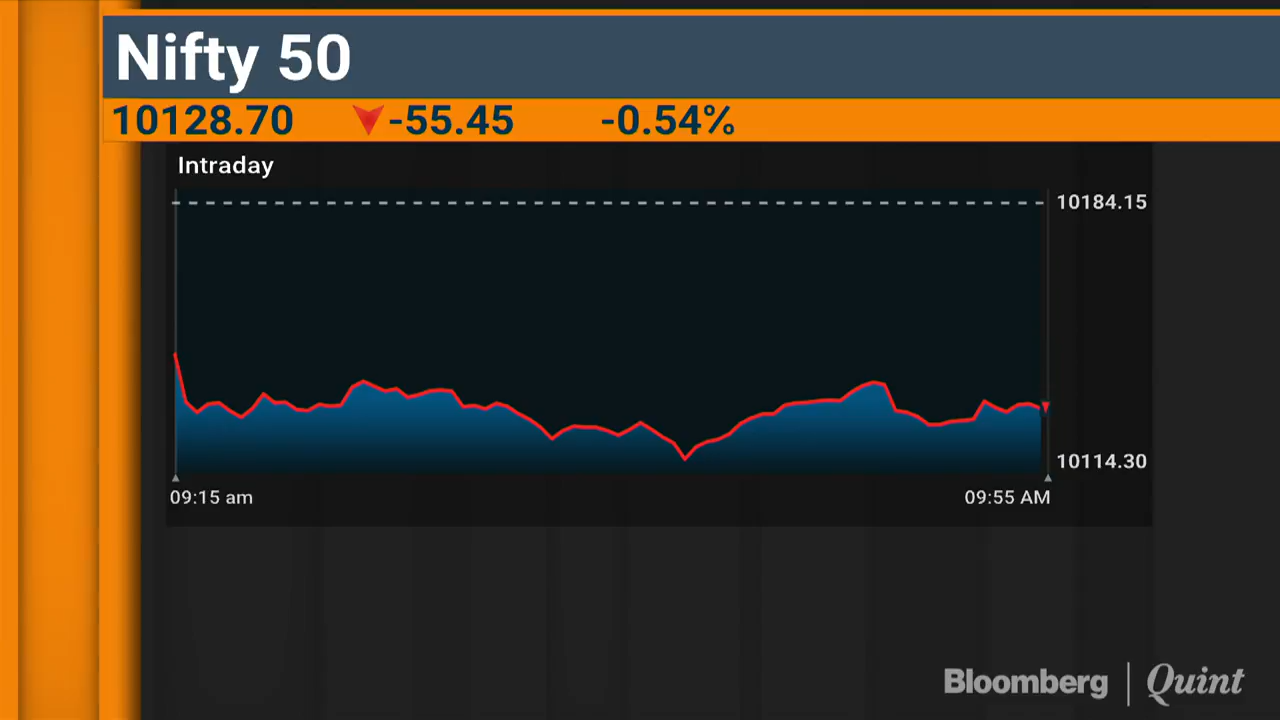 Nifty 50
10128.70 -55.45 -0.54%
Intraday
10184.15
10114.30
09:15 am 09:55 AM
Bloomberg | Quint